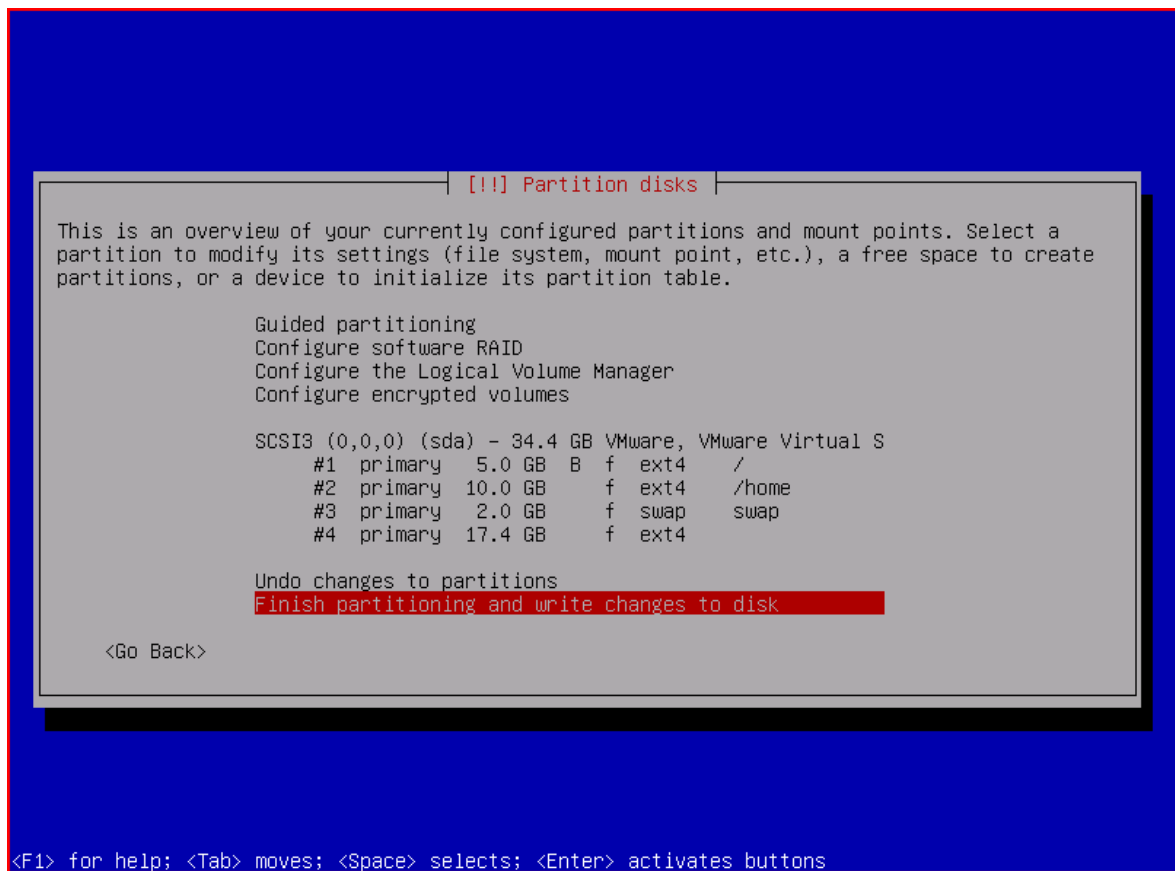 [!!] Partition disks
This is an overview of your currently configured partitions and mount points. Select a
partition to modify its settings (file system, mount point, etc.), a free space to create
partitions, or a device to initialize its partition table.
Guided partitioning
Configure software RAID
Configure the Logical Volume Manager
Configure encrypted volumes
SCSI3 (0,0,0) (sda) - 34.4 GB VMware, VMware Virtual S
#1 primary 5.0 GB B f ext4 /
#2 primary 10.0 GB f ext4 /home
#3 primary 2.0 GB f swap swap
#4 primary 17.4 GB f ext4
Undo changes to partitions
Finish partitioning and write changes to disk
<Go Back>
<F1> for help; <Tab> moves; <Space> selects; <Enter> activates buttons